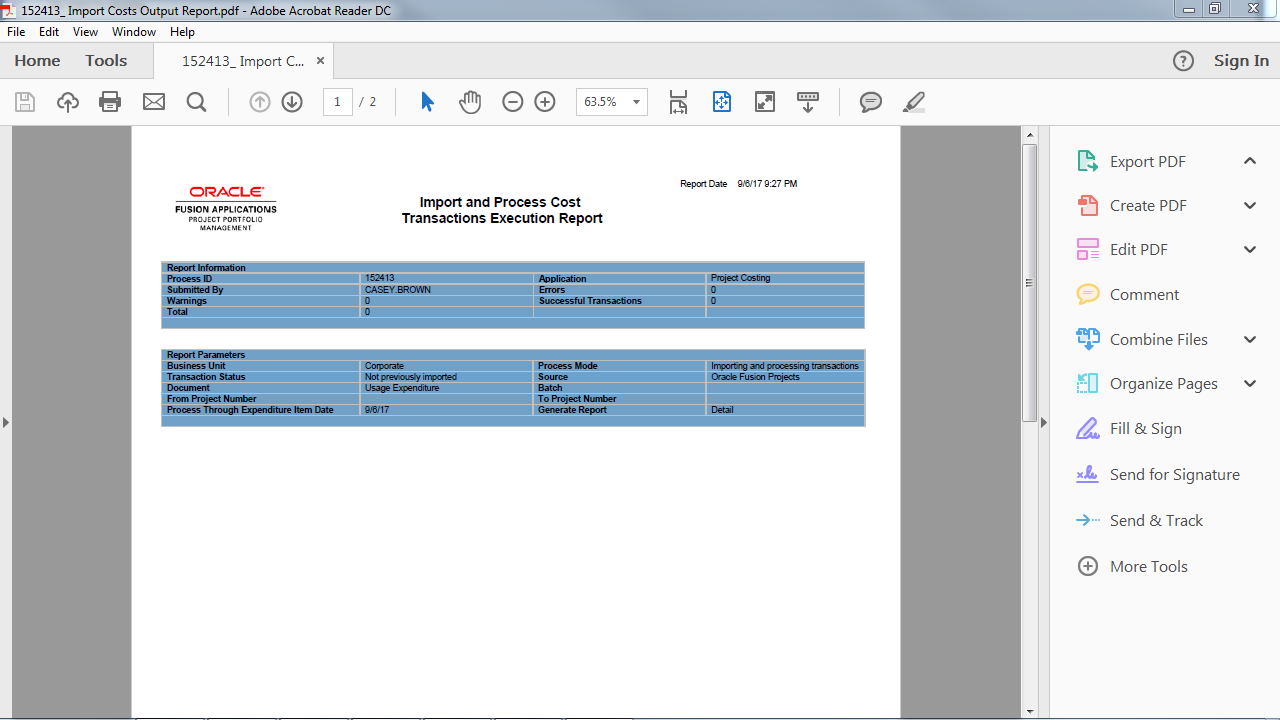 152413_ Import Costs Output Report.pdf - Adobe Acrobat Reader DC
File Edit View Window Help
Home Tools 152413_ Import C... × Sign In
1 / 2 63.5%
Report Date 9/6/17 9:27 PM
ORACLE
FUSION APPLICATIONS
PROJECT PORTFOLIO
MANAGEMENT
Import and Process Cost
Transactions Execution Report
Report Information
Process ID 152413 Application Project Costing
Submitted By CASEY.BROWN Errors 0
Warnings 0 Successful Transactions 0
Total 0
Report Parameters
Business Unit Corporate Process Mode Importing and processing transactions
Transaction Status Not previously imported Source Oracle Fusion Projects
Document Usage Expenditure Batch
From Project Number To Project Number
Process Through Expenditure Item Date 9/6/17 Generate Report Detail
Export PDF
Create PDF
Edit PDF
Comment
Combine Files
Organize Pages
Fill & Sign
Send for Signature
Send & Track
More Tools